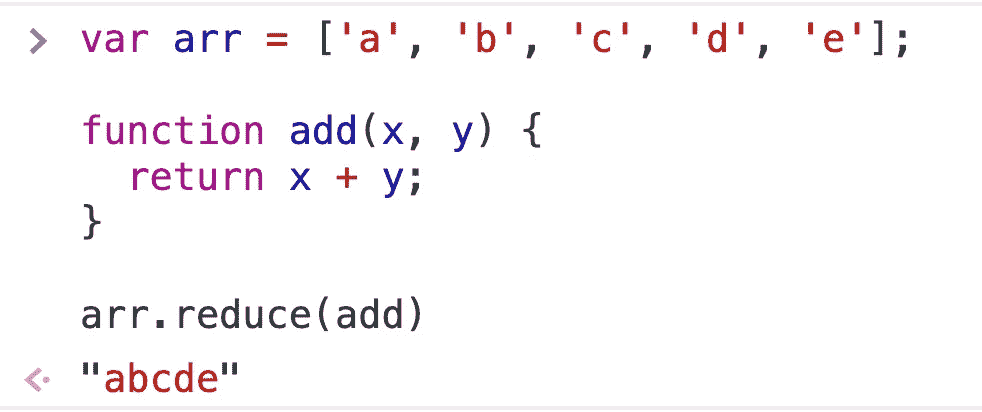 > var arr = ['a', 'b', 'c', 'd', 'e'];
function add(x, y) {
  return x + y;
}
arr.reduce(add)
"abcde"